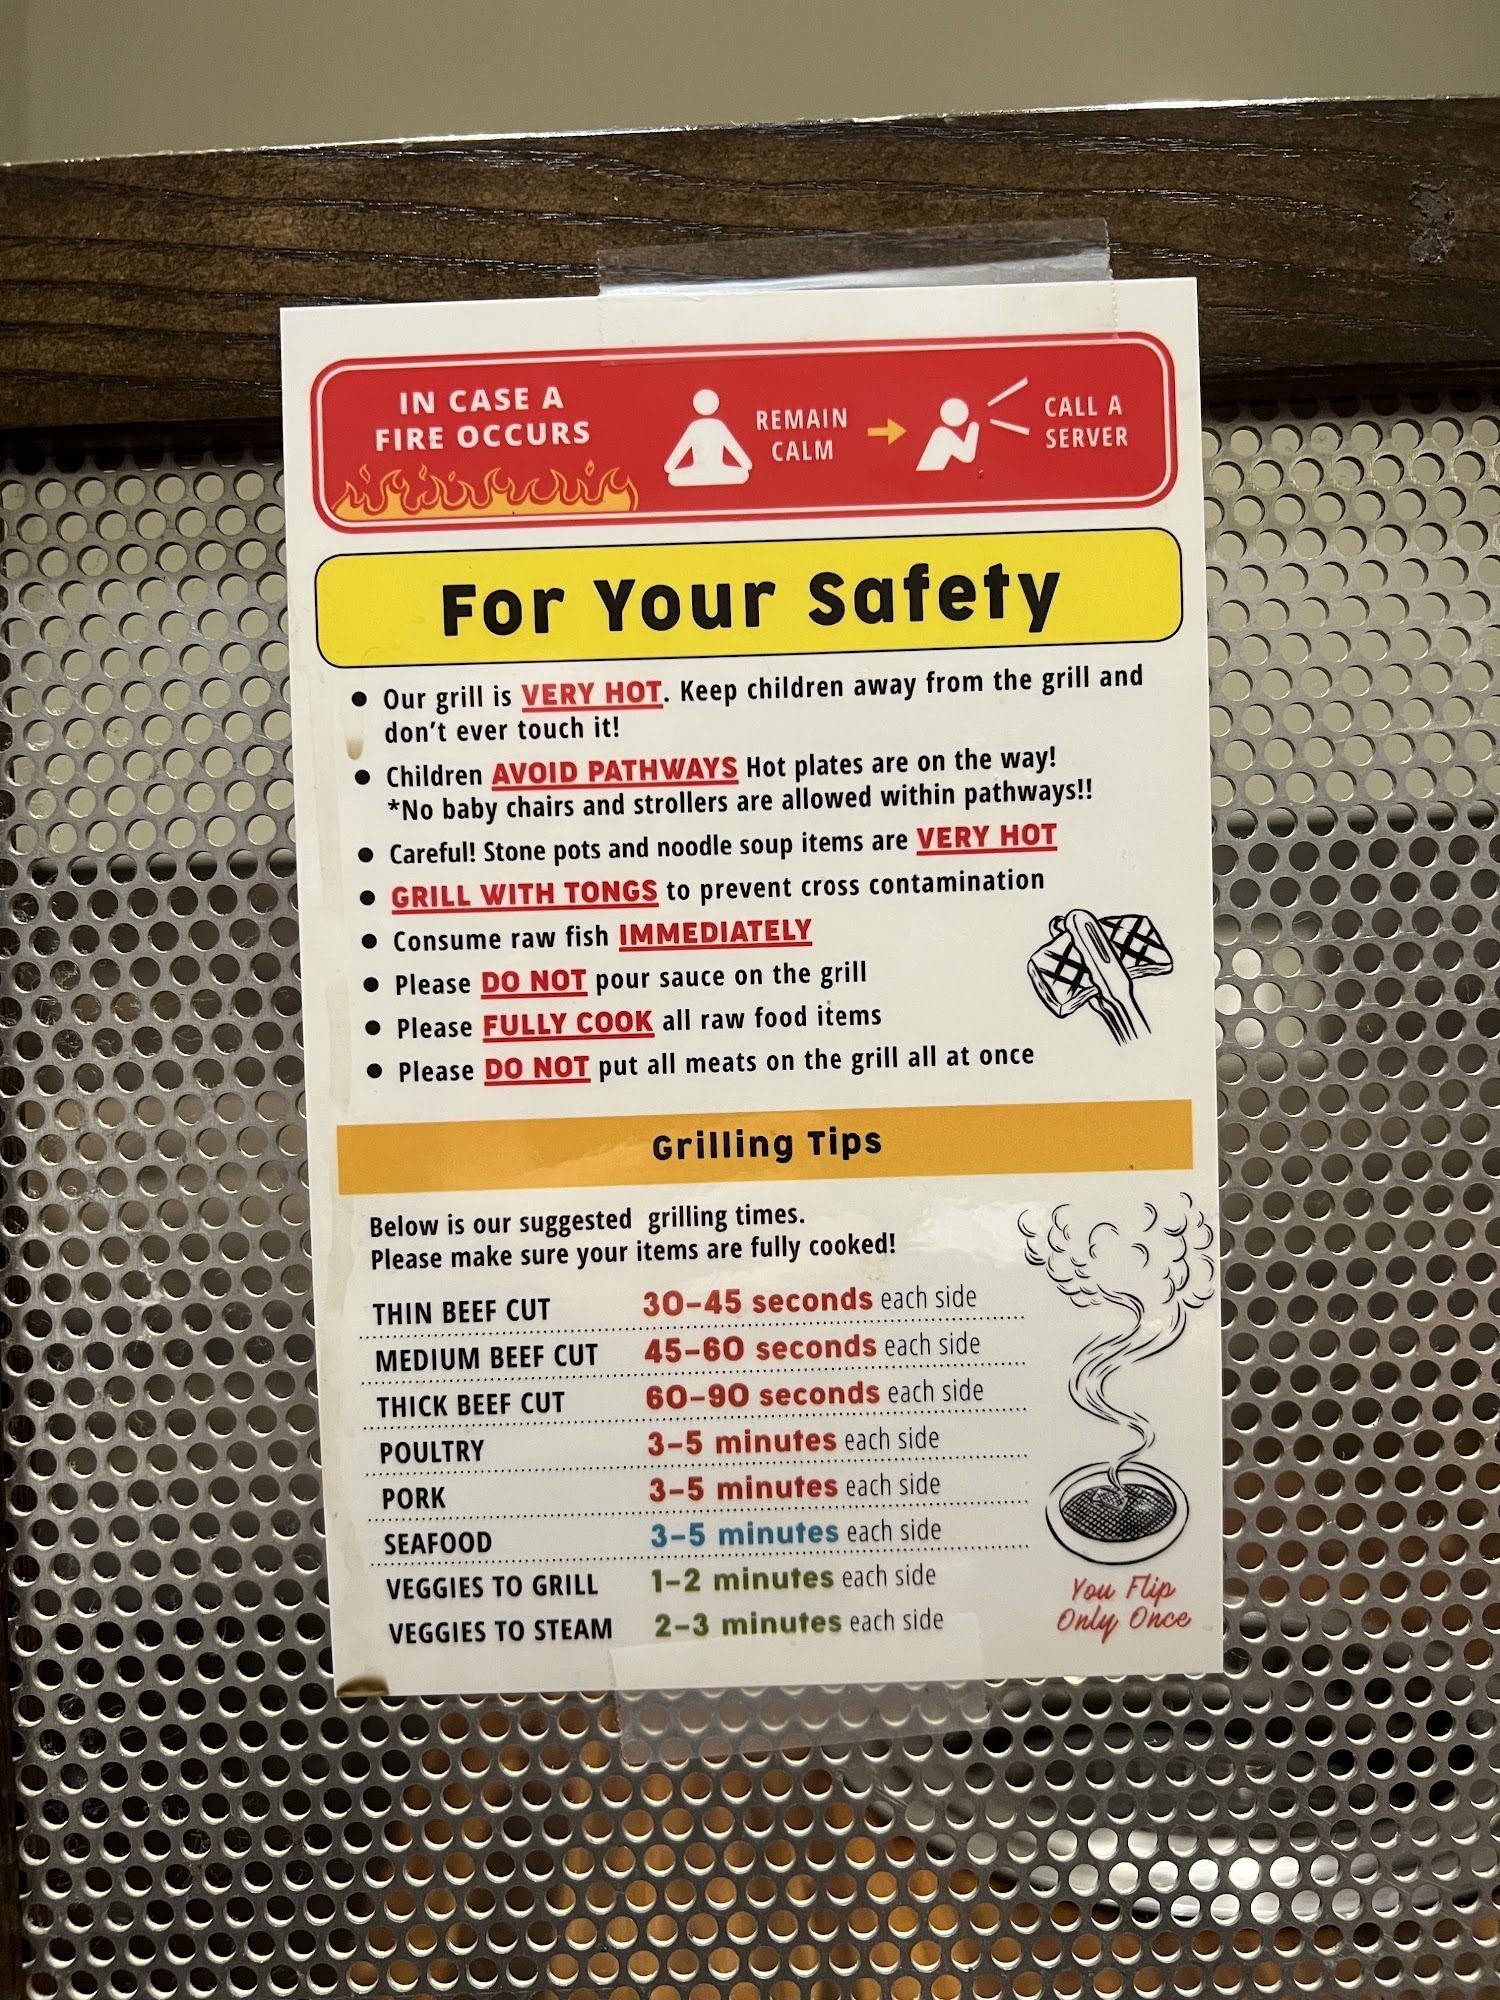 IN CASE A
FIRE OCCURS
REMAIN
CALM
CALL A
SERVER
For Your Safety
• Our grill is VERY HOT. Keep children away from the grill and
don't ever touch it!
• Children AVOID PATHWAYS Hot plates are on the way!
*No baby chairs and strollers are allowed within pathways!!
• Careful! Stone pots and noodle soup items are VERY HOT
• GRILL WITH TONGS to prevent cross contamination
• Consume raw fish IMMEDIATELY
• Please DO NOT pour sauce on the grill
• Please FULLY COOK all raw food items
• Please DO NOT put all meats on the grill all at once
Grilling Tips
Below is our suggested grilling times.
Please make sure your items are fully cooked!
THIN BEEF CUT 30-45 seconds each side
MEDIUM BEEF CUT 45-60 seconds each side
THICK BEEF CUT 60-90 seconds each side
POULTRY 3-5 minutes each side
PORK 3-5 minutes each side
SEAFOOD 3-5 minutes each side
VEGGIES TO GRILL 1-2 minutes each side
VEGGIES TO STEAM 2-3 minutes each side
You Flip
Only Once